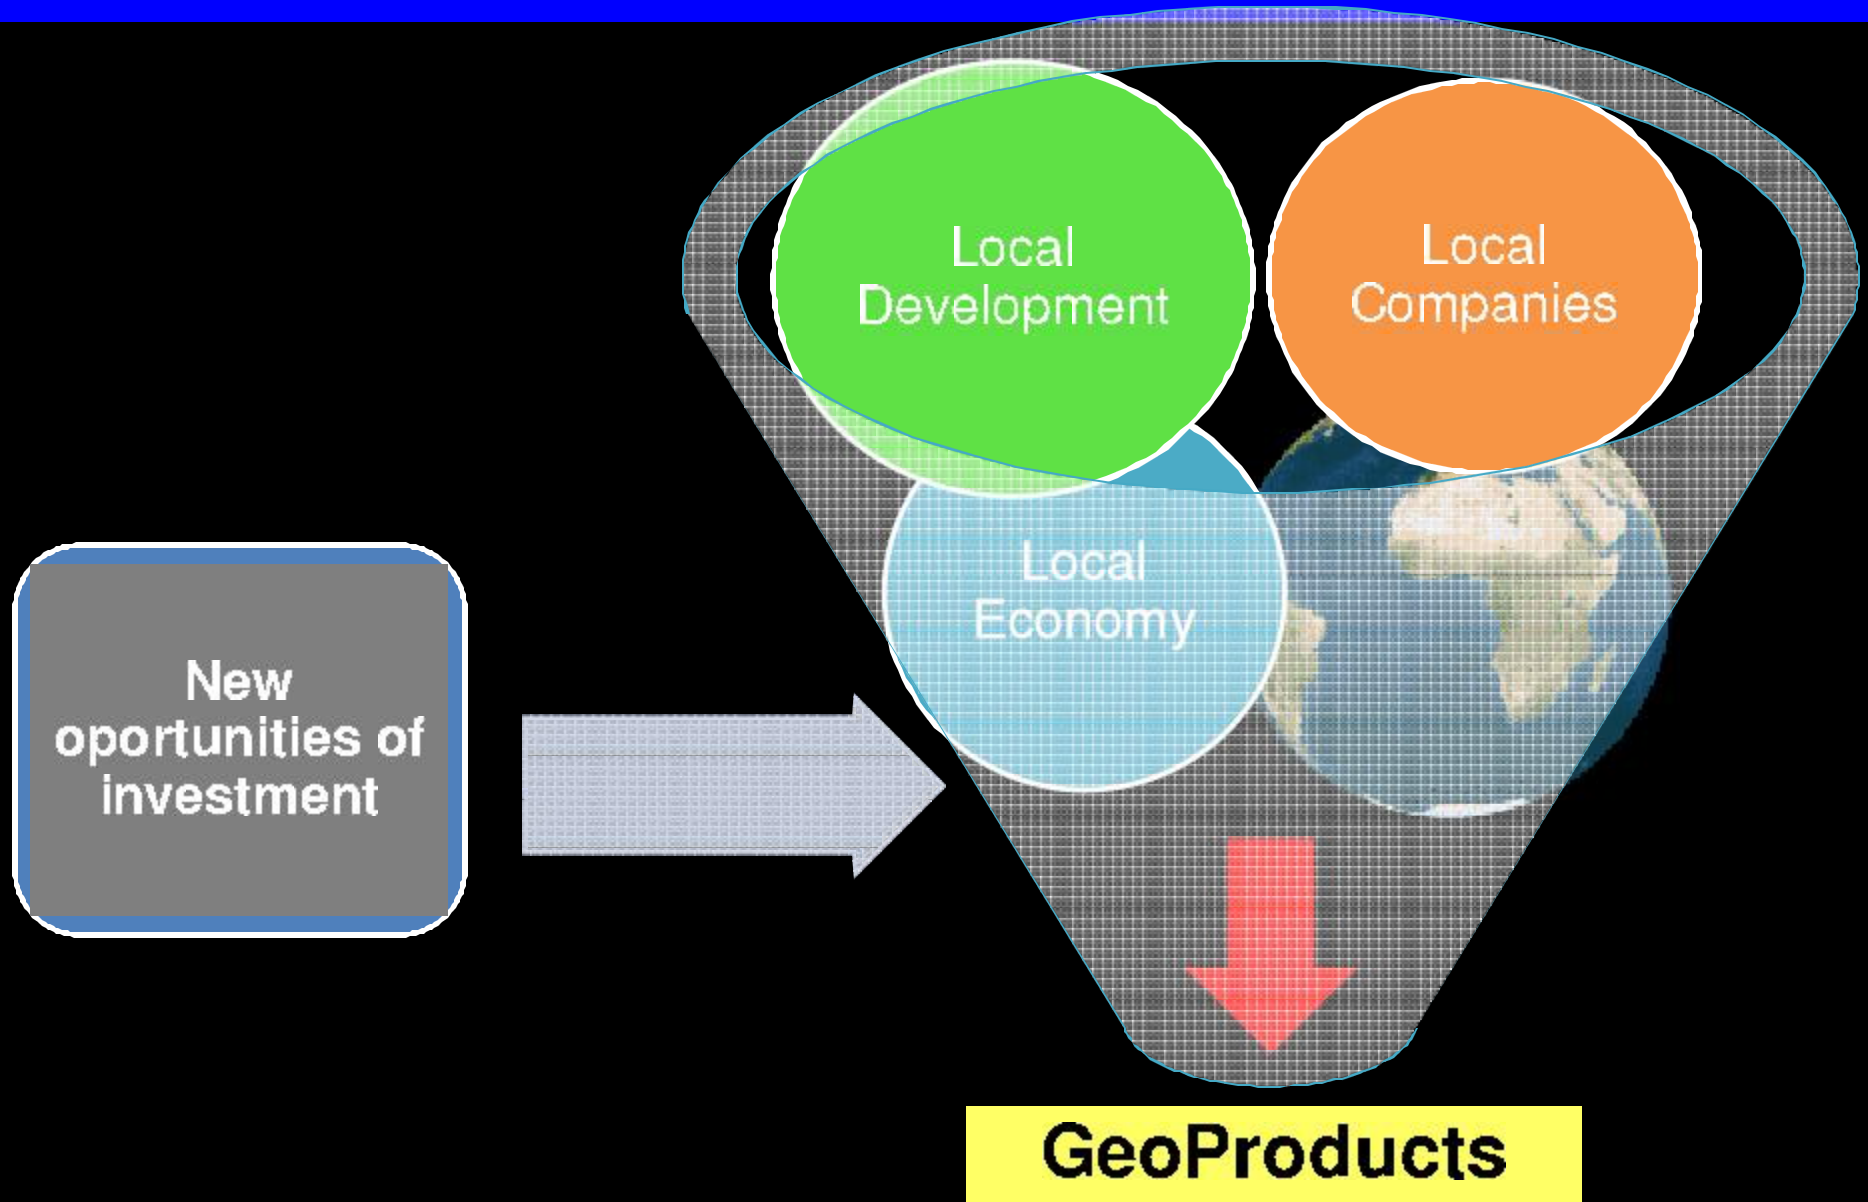 Local
Development
Local
Companies
Local
Economy
New
oportunities of
investment
GeoProducts